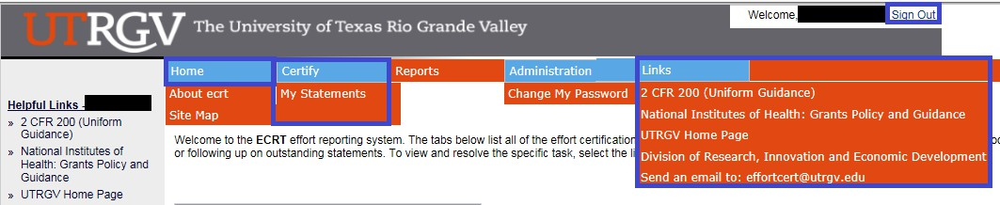 Welcome, Sign Out
UTRGV The University of Texas Rio Grande Valley
Home Certify Reports Administration Links
About ecrt My Statements Change My Password 2 CFR 200 (Uniform Guidance)
Site Map National Institutes of Health: Grants Policy and Guidance
UTRGV Home Page
Division of Research, Innovation and Economic Development
Send an email to: effortcert@utrgv.edu
Helpful Links -
» 2 CFR 200 (Uniform
Guidance)
» National Institutes of
Health: Grants Policy and
Guidance
» UTRGV Home Page
Welcome to the ECRT effort reporting system. The tabs below list all of the effort certification
or following up on outstanding statements. To view and resolve the specific task, select the